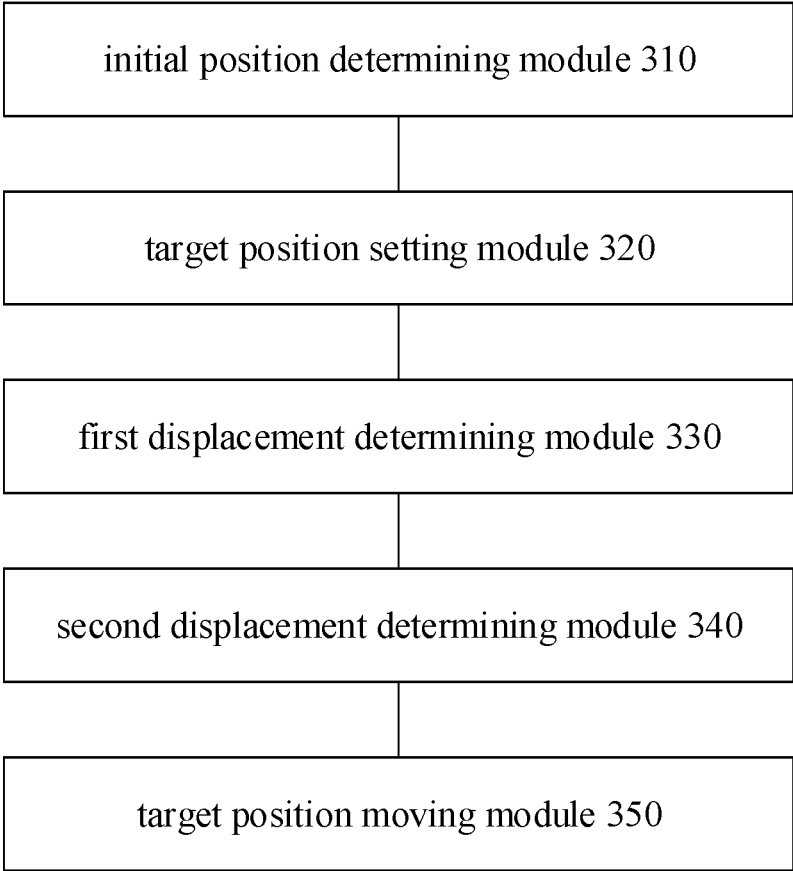 initial position determining module 310
target position setting module 320
first displacement determining module 330
second displacement determining module 340
target position moving module 350